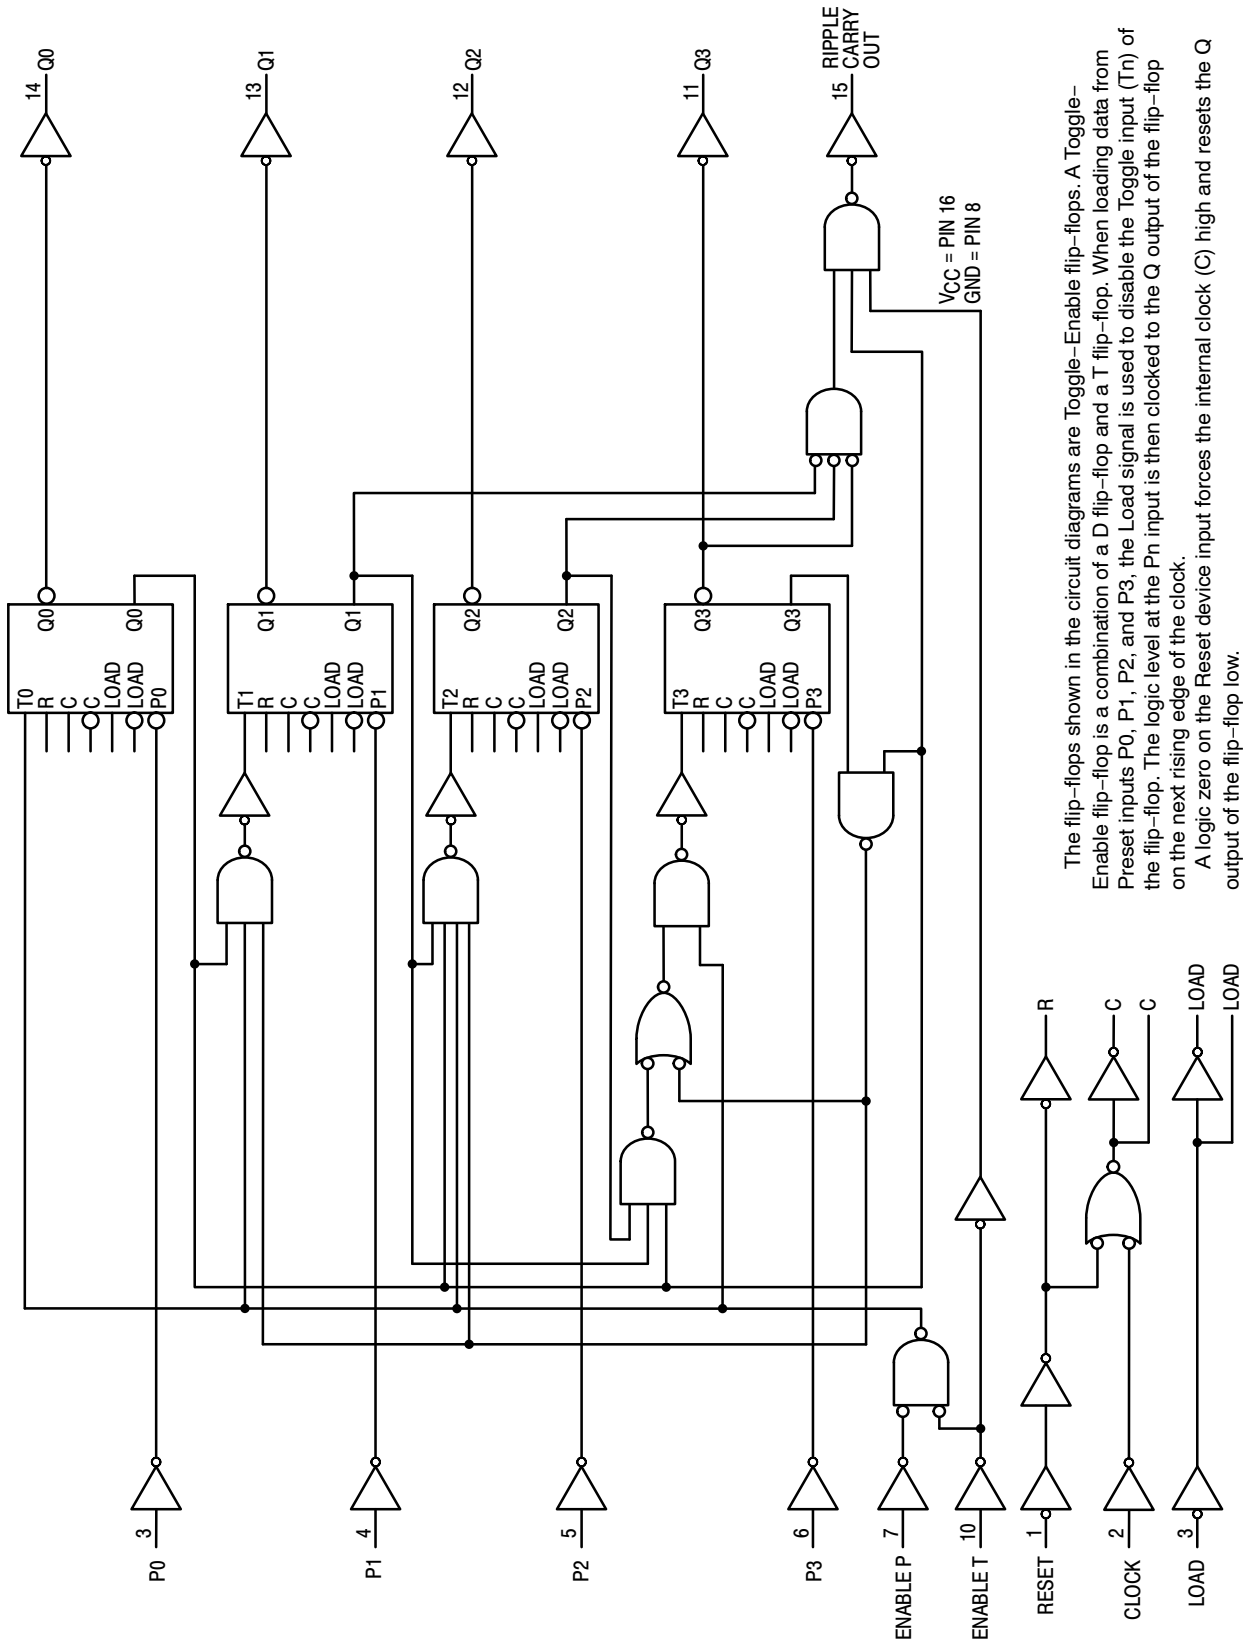 P0
3
T0
R
C
C
LOAD
LOAD
P0
Q0
Q0
14
Q0
P1
4
T1
R
C
C
LOAD
LOAD
P1
Q1
Q1
13
Q1
P2
5
T2
R
C
C
LOAD
LOAD
P2
Q2
Q2
12
Q2
P3
6
T3
R
C
C
LOAD
LOAD
P3
Q3
Q3
11
Q3
ENABLE P
7
ENABLE T
10
15
RIPPLE
CARRY
OUT
VCC = PIN 16
GND = PIN 8
RESET
1
R
CLOCK
2
C
C
LOAD
3
LOAD
LOAD
The flip−flops shown in the circuit diagrams are Toggle−Enable flip−flops. A Toggle−
Enable flip−flop is a combination of a D flip−flop and a T flip−flop. When loading data from
Preset inputs P0, P1, P2, and P3, the Load signal is used to disable the Toggle input (Tn) of
the flip−flop. The logic level at the Pn input is then clocked to the Q output of the flip−flop
on the next rising edge of the clock.
A logic zero on the Reset device input forces the internal clock (C) high and resets the Q
output of the flip−flop low.